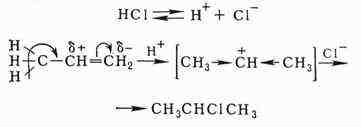 HCl ⇌ H⁺ + Cl⁻
H
H C—CH=CH₂ →H⁺ [CH₃→CH←CH₃] Cl⁻→
H
δ+ δ-
+
→ CH₃CHClCH₃